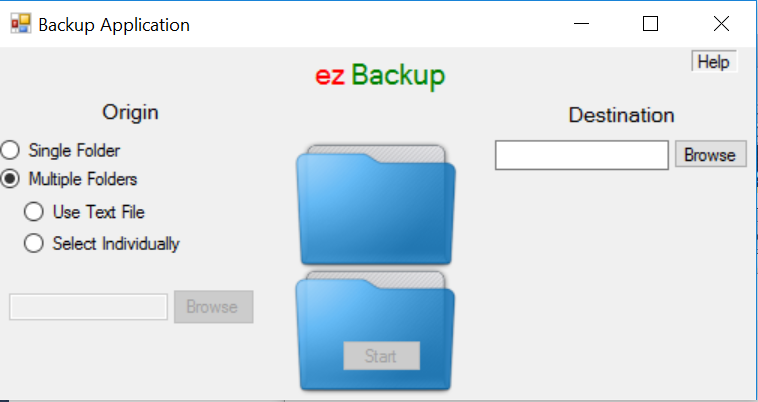 Backup Application
Help
ez Backup
Origin
Single Folder
Multiple Folders
Use Text File
Select Individually
Browse
Start
Destination
Browse